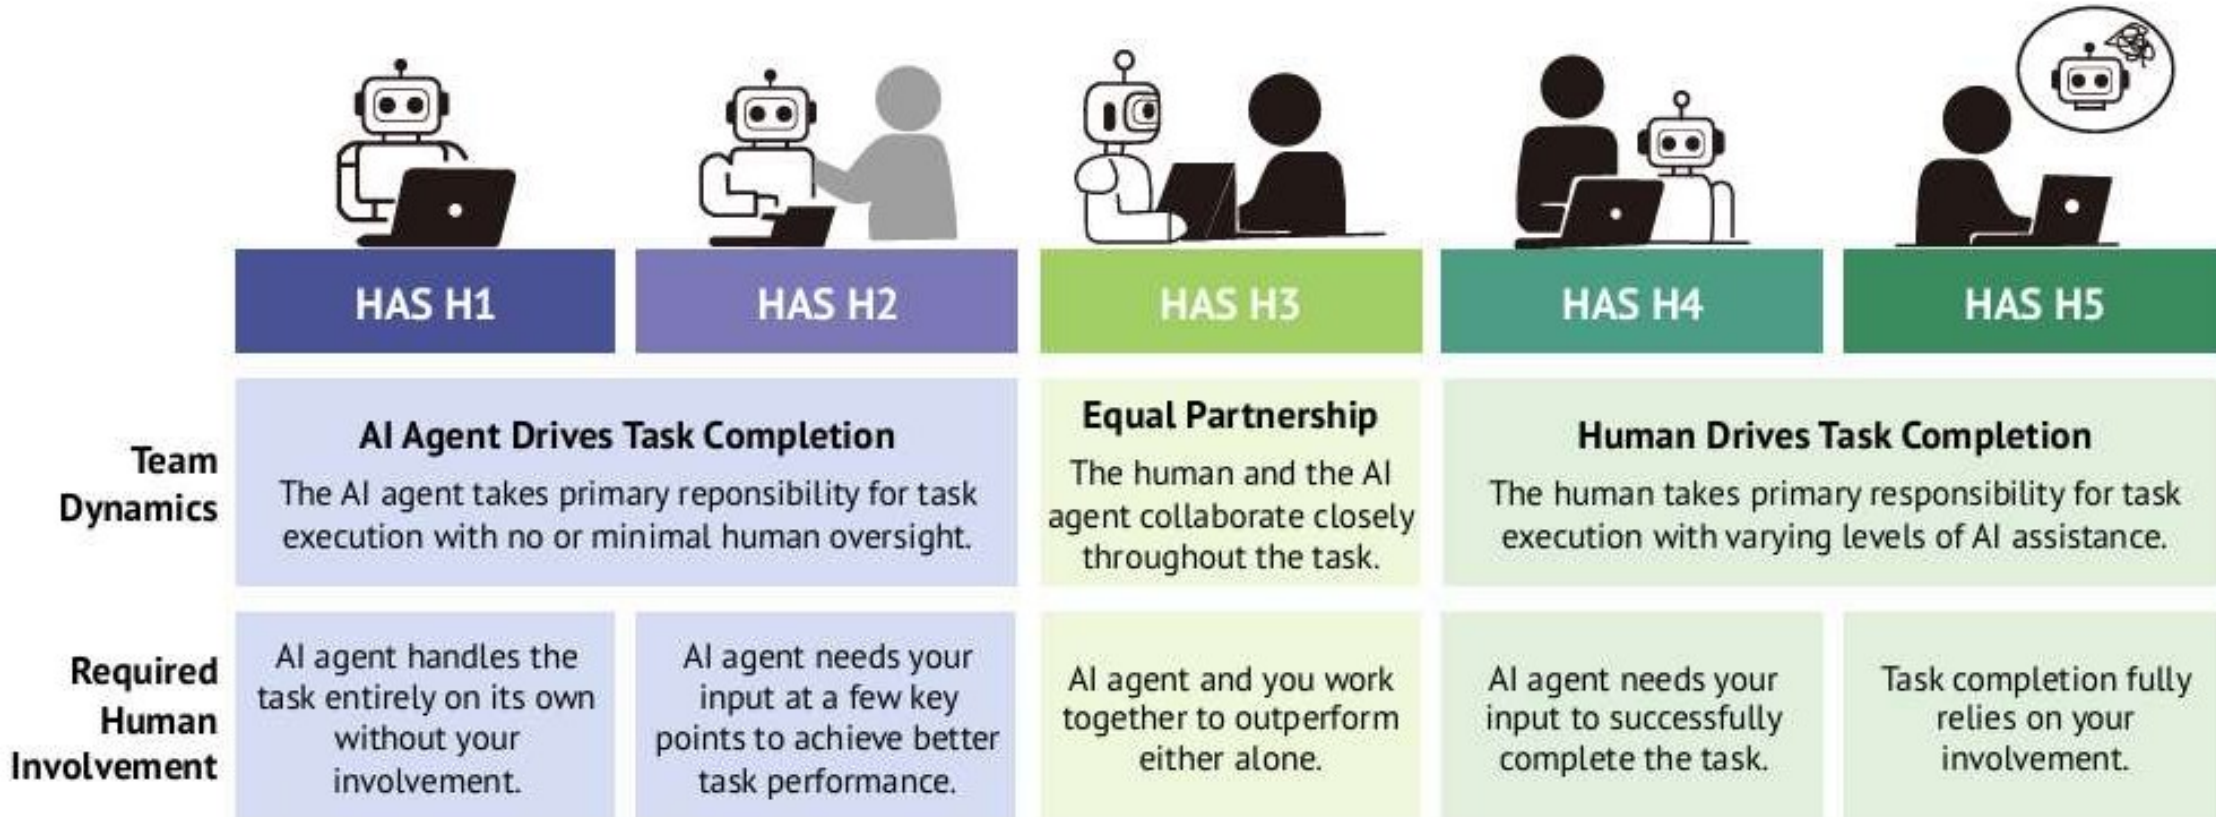 HAS H1
HAS H2
HAS H3
HAS H4
HAS H5
Team
Dynamics
AI Agent Drives Task Completion
The AI agent takes primary reponsibility for task
execution with no or minimal human oversight.
Equal Partnership
The human and the AI
agent collaborate closely
throughout the task.
Human Drives Task Completion
The human takes primary responsibility for task
execution with varying levels of AI assistance.
Required
Human
Involvement
AI agent handles the
task entirely on its own
without your
involvement.
AI agent needs your
input at a few key
points to achieve better
task performance.
AI agent and you work
together to outperform
either alone.
AI agent needs your
input to successfully
complete the task.
Task completion fully
relies on your
involvement.